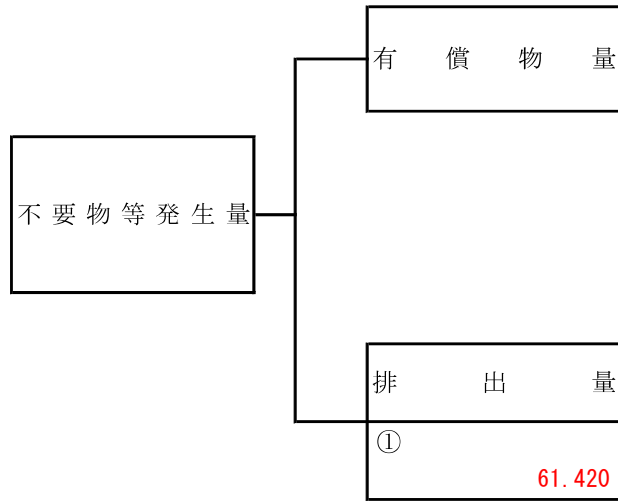 有償物量
不要物等発生量
排出量
①
61.420